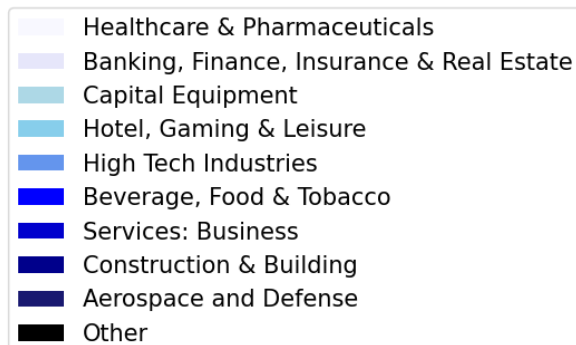 Healthcare & Pharmaceuticals
Banking, Finance, Insurance & Real Estate
Capital Equipment
Hotel, Gaming & Leisure
High Tech Industries
Beverage, Food & Tobacco
Services: Business
Construction & Building
Aerospace and Defense
Other